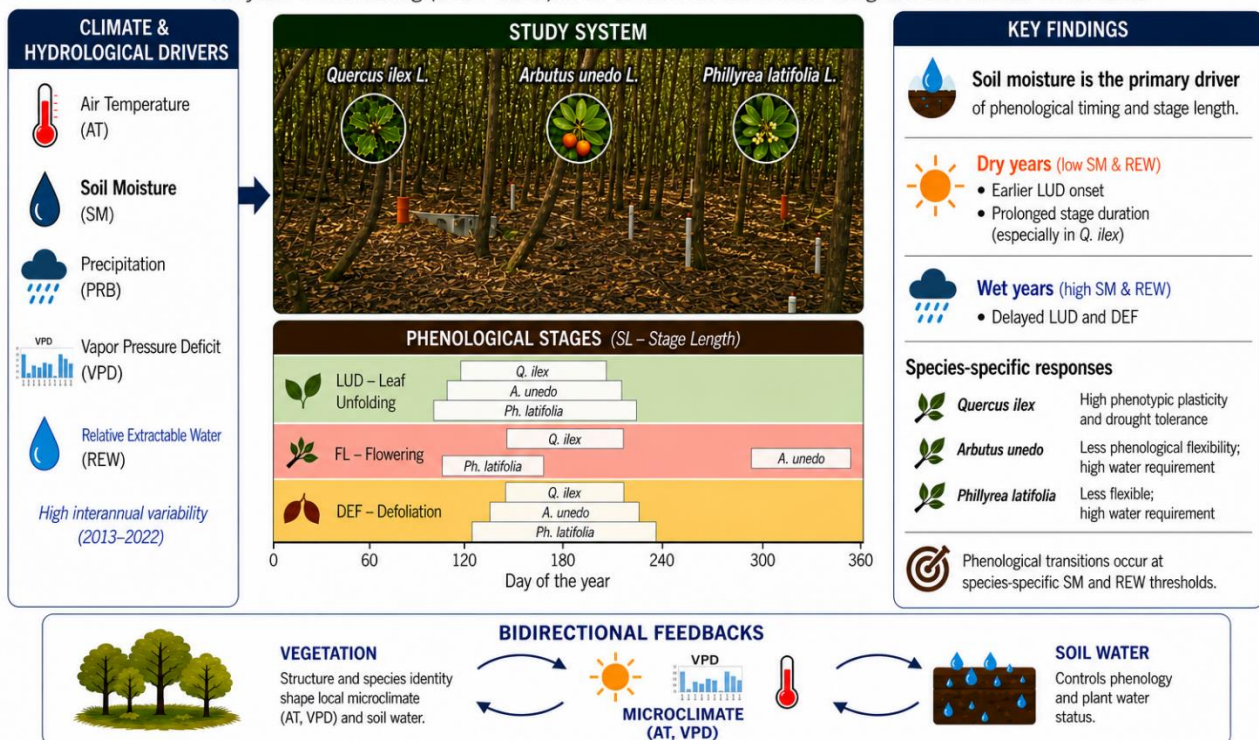 CLIMATE &
HYDROLOGICAL DRIVERS
Air Temperature
(AT)
Soil Moisture
(SM)
Precipitation
(PRB)
VPD
Vapor Pressure Deficit
(VPD)
Relative Extractable Water
(REW)
High interannual variability
(2013–2022)
STUDY SYSTEM
Quercus ilex L.
Arbutus unedo L.
Phillyrea latifolia L.
PHENOLOGICAL STAGES (SL – Stage Length)
LUD – Leaf
Unfolding
Q. ilex
A. unedo
Ph. latifolia
FL – Flowering
Q. ilex
Ph. latifolia
A. unedo
DEF – Defoliation
Q. ilex
A. unedo
Ph. latifolia
0 60 120 180 240 300 360
Day of the year
KEY FINDINGS
Soil moisture is the primary driver
of phenological timing and stage length.
Dry years (low SM & REW)
• Earlier LUD onset
• Prolonged stage duration
(especially in Q. ilex)
Wet years (high SM & REW)
• Delayed LUD and DEF
Species-specific responses
Quercus ilex High phenotypic plasticity
and drought tolerance
Arbutus unedo Less phenological flexibility;
high water requirement
Phillyrea latifolia Less flexible;
high water requirement
Phenological transitions occur at
species-specific SM and REW thresholds.
BIDIRECTIONAL FEEDBACKS
VEGETATION
Structure and species identity
shape local microclimate
(AT, VPD) and soil water.
VPD
MICROCLIMATE
(AT, VPD)
SOIL WATER
Controls phenology
and plant water
status.